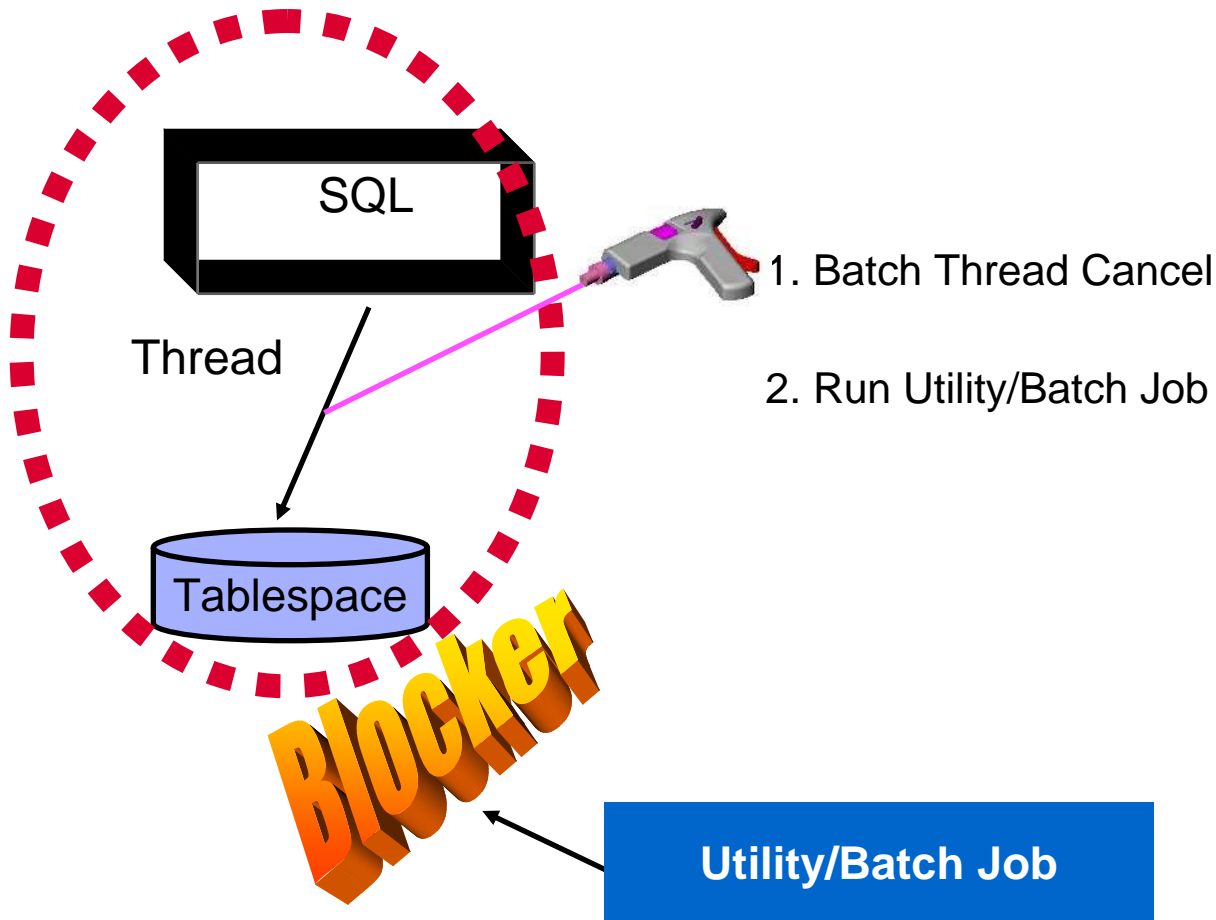 SQL
1. Batch Thread Cancel
Thread
2. Run Utility/Batch Job
Tablespace
Blocker
Utility/Batch Job